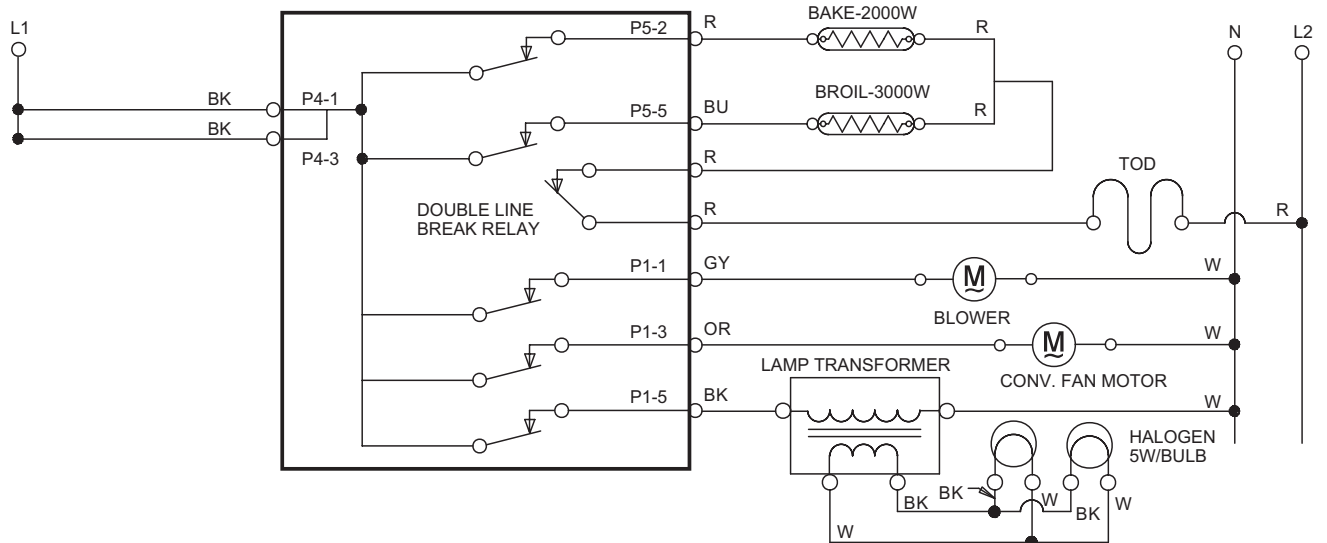 BAKE-2000W
L1
P5-2
R
R
N
L2
BK
P4-1
BROIL-3000W
P5-5
BU
R
BK
P4-3
R
TOD
DOUBLE LINE
BREAK RELAY
R
R
P1-1
GY
M
W
BLOWER
P1-3
OR
M
W
LAMP TRANSFORMER
CONV. FAN MOTOR
P1-5
BK
W
HALOGEN
5W/BULB
BK
W
W
BK
BK
W